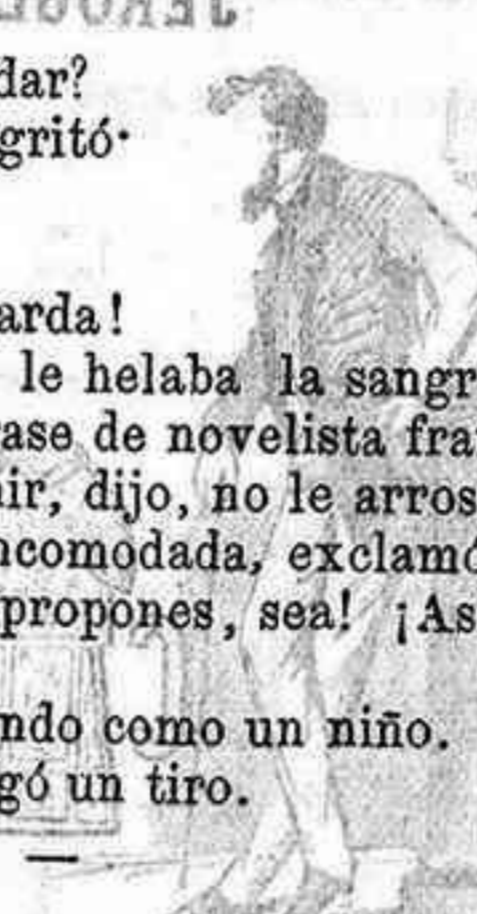 dar?
gritó
arda!
le helaba la sangr
ase de novelista fra
ir, dijo, no le arros
ncomodada, exclamó
propones, sea! ¡As
ndo como un niño.
gó un tiro.